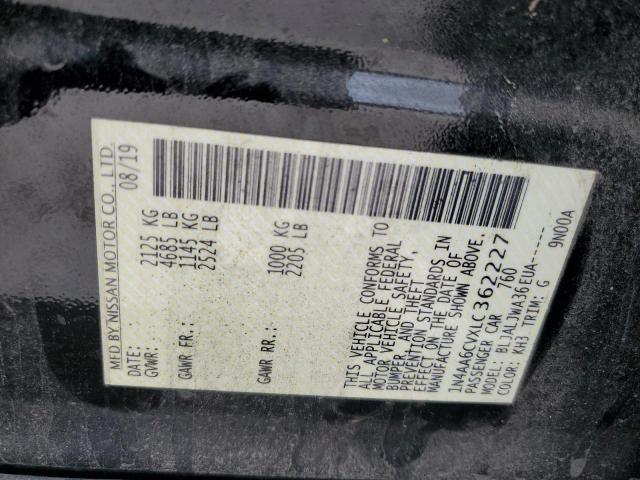 MFD BY NISSAN MOTOR CO., LTD.
DATE: 08/19
GVWR: 2125 KG
4685 LB
GAWR FR.: 1145 KG
2524 LB
GAWR RR.: 1000 KG
2205 LB
THIS VEHICLE CONFORMS TO
ALL APPLICABLE FEDERAL
MOTOR VEHICLE SAFETY,
BUMPER, AND THEFT
PREVENTION STANDARDS IN
EFFECT ON THE DATE OF
MANUFACTURE SHOWN ABOVE.
1N4AA6CVXLC362227
PASSENGER CAR 760
MODEL: BLJALJWA36EUA------
COLOR: KH3 TRIM: G 9N00A